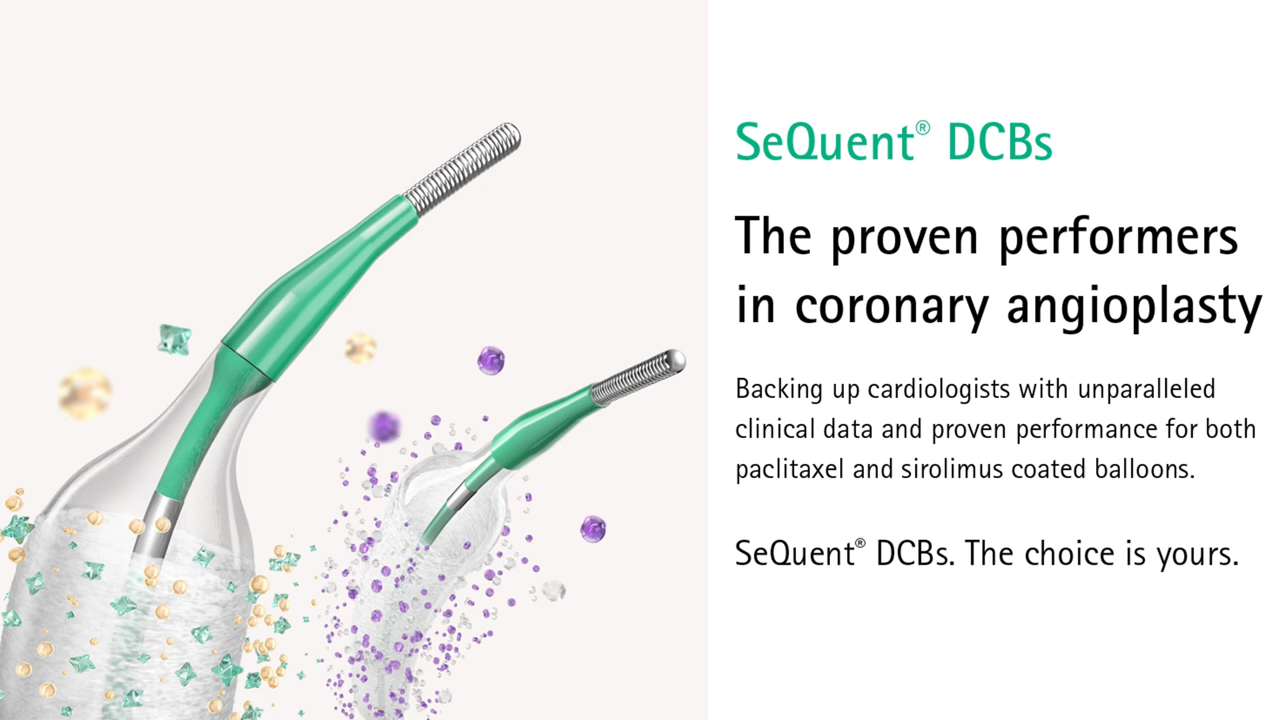 SeQuent® DCBs
The proven performers
in coronary angioplasty
Backing up cardiologists with unparalleled
clinical data and proven performance for both
paclitaxel and sirolimus coated balloons.
SeQuent® DCBs. The choice is yours.